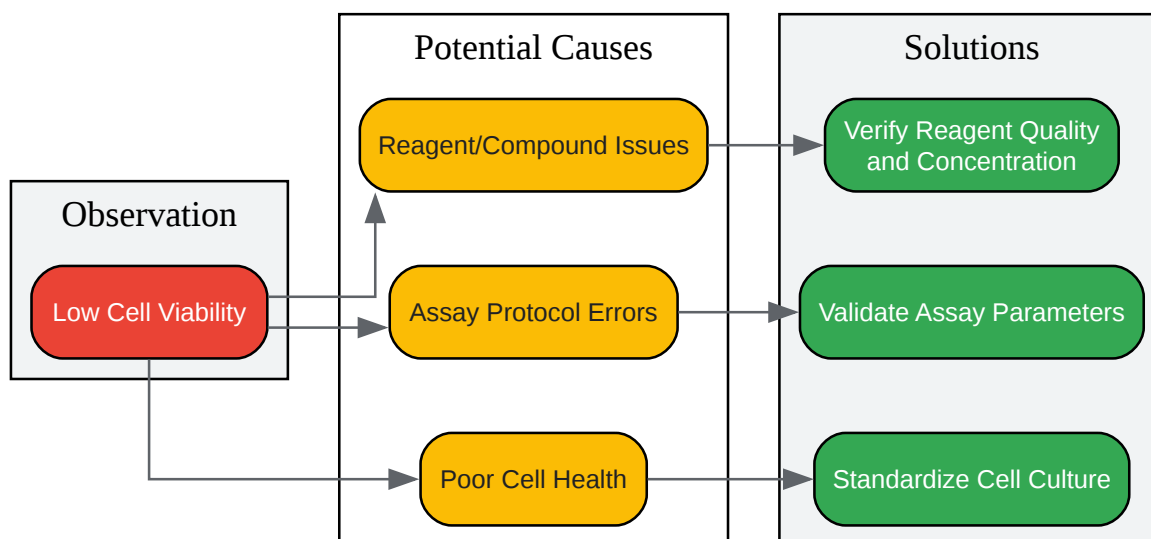 Observation
Low Cell Viability
Potential Causes
Reagent/Compound Issues
Assay Protocol Errors
Poor Cell Health
Solutions
Verify Reagent Quality
and Concentration
Validate Assay Parameters
Standardize Cell Culture